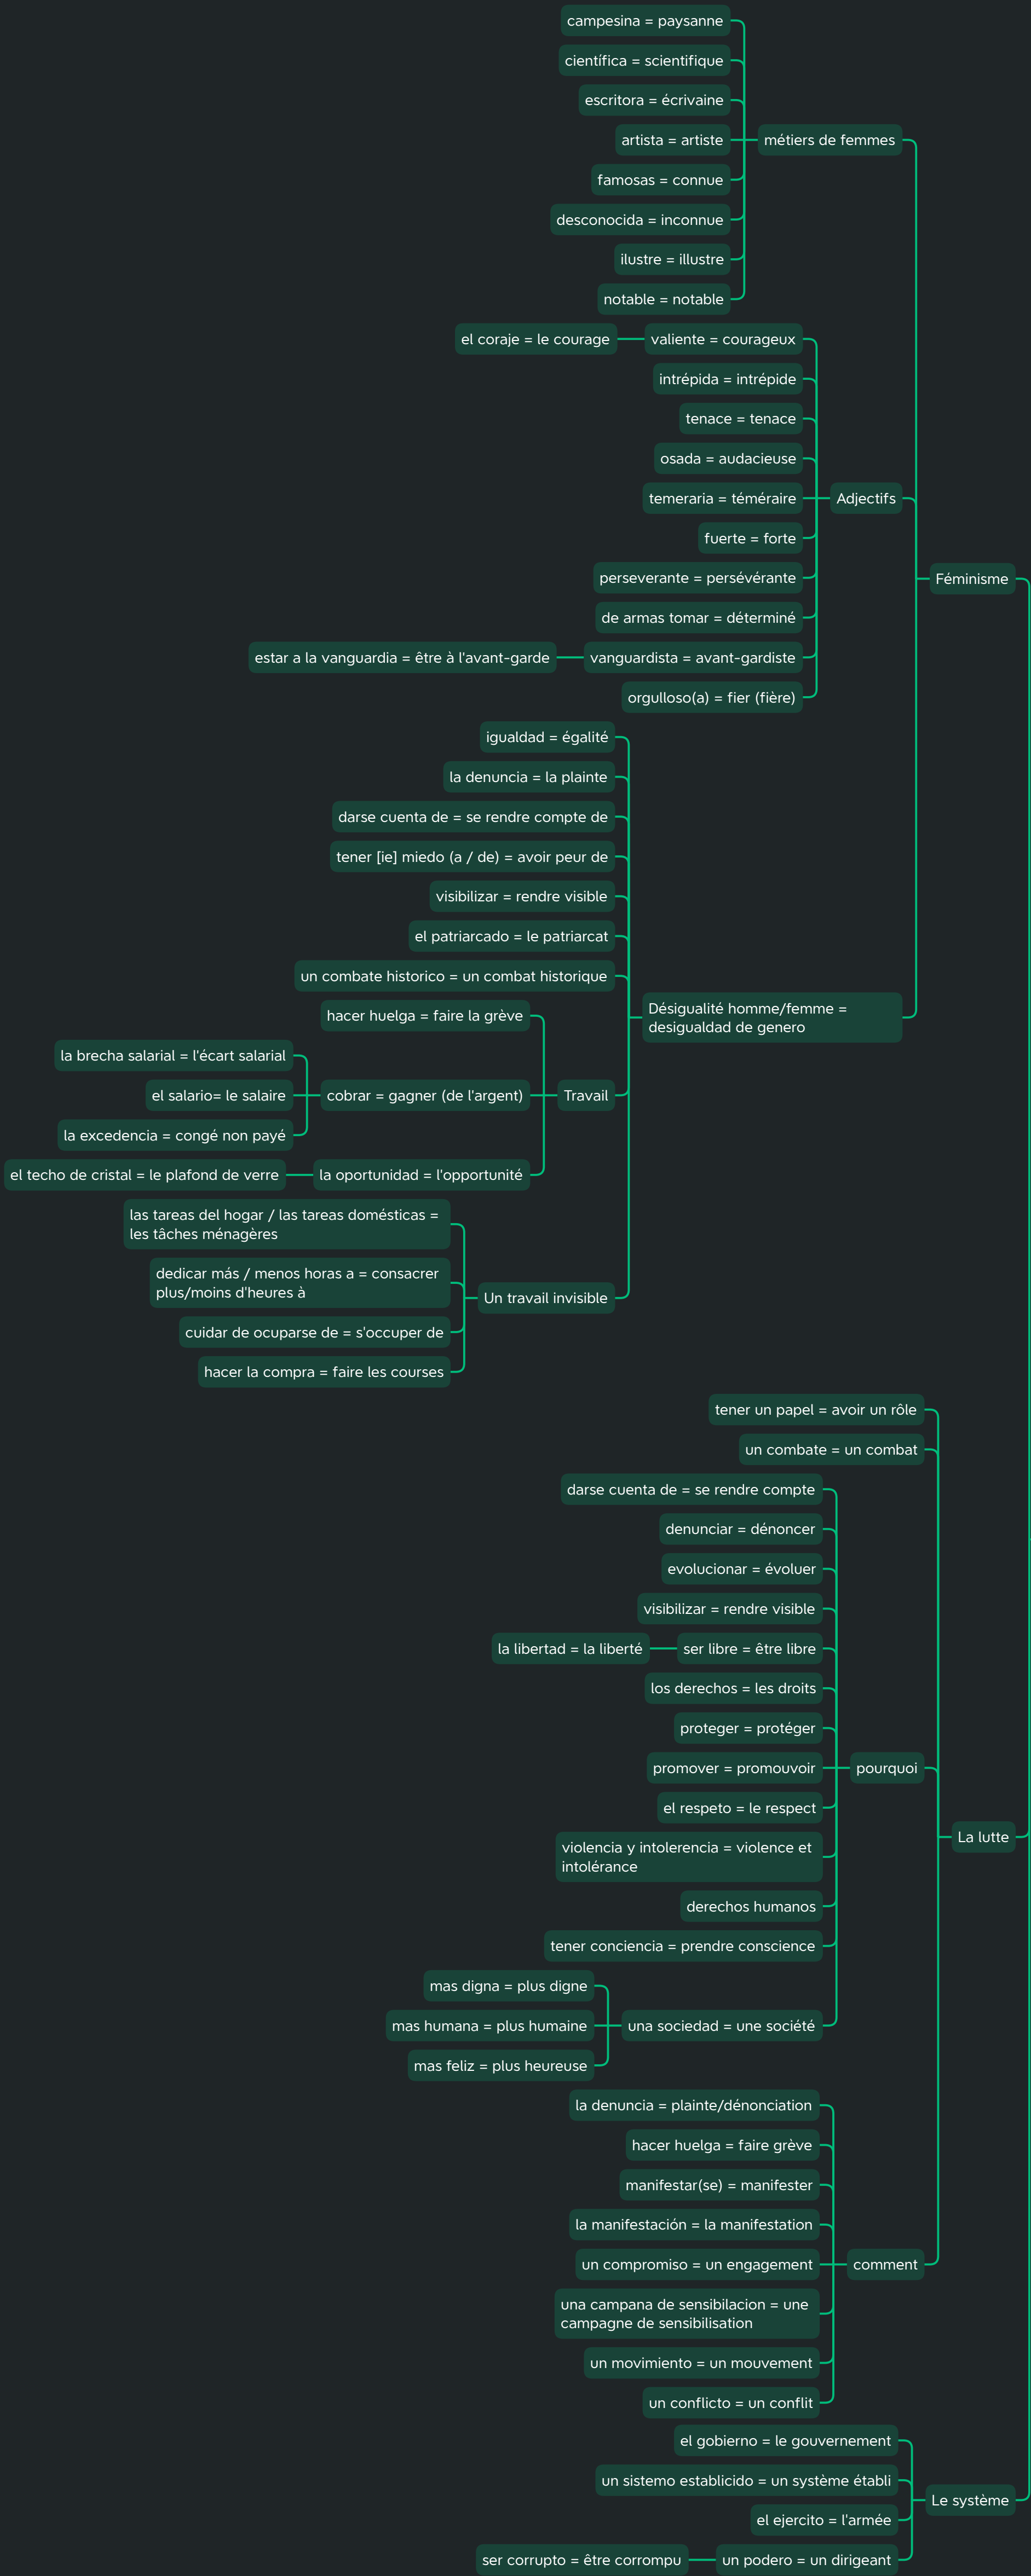 campesina = paysanne
científica = scientifique
escritora = écrivaine
artista = artiste
métiers de femmes
famosas = connue
desconocida = inconnue
ilustre = illustre
notable = notable
el coraje = le courage
valiente = courageux
intrépida = intrépide
tenace = tenace
osada = audacieuse
temeraria = téméraire
Adjectifs
fuerte = forte
perseverante = persévérante
Féminisme
de armas tomar = déterminé
estar a la vanguardia = être à l'avant-garde
vanguardista = avant-gardiste
orgulloso(a) = fier (fière)
igualdad = égalité
la denuncia = la plainte
darse cuenta de = se rendre compte de
tener [ie] miedo (a / de) = avoir peur de
visibilizar = rendre visible
el patriarcado = le patriarcat
un combate historico = un combat historique
Désigualité homme/femme =
desigualdad de genero
hacer huelga = faire la grève
la brecha salarial = l'écart salarial
el salario= le salaire
cobrar = gagner (de l'argent)
Travail
la excedencia = congé non payé
el techo de cristal = le plafond de verre
la oportunidad = l'opportunité
las tareas del hogar / las tareas domésticas =
les tâches ménagères
dedicar más / menos horas a = consacrer
plus/moins d'heures à
Un travail invisible
cuidar de ocuparse de = s'occuper de
hacer la compra = faire les courses
tener un papel = avoir un rôle
un combate = un combat
darse cuenta de = se rendre compte
denunciar = dénoncer
evolucionar = évoluer
visibilizar = rendre visible
la libertad = la liberté
ser libre = être libre
los derechos = les droits
proteger = protéger
promover = promouvoir
pourquoi
el respeto = le respect
La lutte
violencia y intolerencia = violence et
intolérance
derechos humanos
tener conciencia = prendre conscience
mas digna = plus digne
mas humana = plus humaine
una sociedad = une société
mas feliz = plus heureuse
la denuncia = plainte/dénonciation
hacer huelga = faire grève
manifestar(se) = manifester
la manifestación = la manifestation
un compromiso = un engagement
comment
una campana de sensibilacion = une
campagne de sensibilisation
un movimiento = un mouvement
un conflicto = un conflit
el gobierno = le gouvernement
un sistemo establicido = un système établi
Le système
el ejercito = l'armée
ser corrupto = être corrompu
un podero = un dirigeant